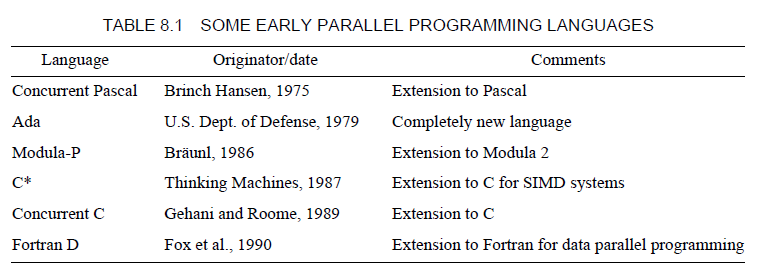 TABLE 8.1 SOME EARLY PARALLEL PROGRAMMING LANGUAGES
Language Originator/date Comments
Concurrent Pascal Brinch Hansen, 1975 Extension to Pascal
Ada U.S. Dept. of Defense, 1979 Completely new language
Modula-P Bräunl, 1986 Extension to Modula 2
C* Thinking Machines, 1987 Extension to C for SIMD systems
Concurrent C Gehani and Roome, 1989 Extension to C
Fortran D Fox et al., 1990 Extension to Fortran for data parallel programming